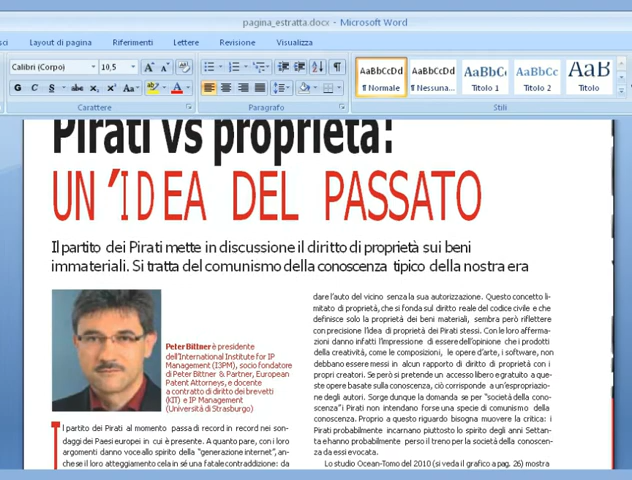 pagina_estratta.docx - Microsoft Word
Layout di pagina Riferimenti Lettere Revisione Visualizza
Calibri (Corpo) 10,5
AaBbCcDd AaBbCcDd AaBbCc AaBbCc AaB
¶ Normale ¶ Nessuna... Titolo 1 Titolo 2 Titolo
G C S abc x₂ x² Aa
Carattere Paragrafo Stili
Pirati vs proprietà:
UN'IDEA DEL PASSATO
Il partito dei Pirati mette in discussione il diritto di proprietà sui beni
immateriali. Si tratta del comunismo della conoscenza tipico della nostra era
Peter Bittner è presidente
dell'International Institute for IP
Management (I3PM), socio fondatore
di Peter Bittner & Partner, European
Patent Attorneys, e docente
a contratto di diritto dei brevetti
(KIT) e IP Management
(Università di Strasburgo)
Il partito dei Pirati al momento passa di record in record nei son-
daggi dei Paesi europei in cui è presente. A quanto pare, con i loro
argomenti danno voce allo spirito della "generazione internet", an-
che se il loro atteggiamento cela in sé una fatale contraddizione: da
dare l'auto del vicino senza la sua autorizzazione. Questo concetto li-
mitato di proprietà, che si fonda sul diritto reale del codice civile e che
definisce solo la proprietà dei beni materiali, sembra però riflettere
con precisione l'idea di proprietà dei Pirati stessi. Con le loro afferma-
zioni danno infatti l'impressione di essere dell'opinione che i prodotti
della creatività, come le composizioni, le opere d'arte, i software, non
debbano essere messi in alcun rapporto di diritto di proprietà con i
propri creatori. Se però si pretende un accesso libero e gratuito a que-
ste opere basate sulla conoscenza, ciò corrisponde a un'espropriazio-
ne degli autori. Sorge dunque la domanda se per "società della cono-
scenza" i Pirati non intendano forse una specie di comunismo della
conoscenza. Proprio a questo riguardo bisogna muovere la critica: i
Pirati probabilmente incarnano piuttosto lo spirito degli anni Settan-
ta e hanno probabilmente perso il treno per la società della conoscen-
za da essi evocata.
Lo studio Ocean-Tomo del 2010 (si veda il grafico a pag. 26) mostra